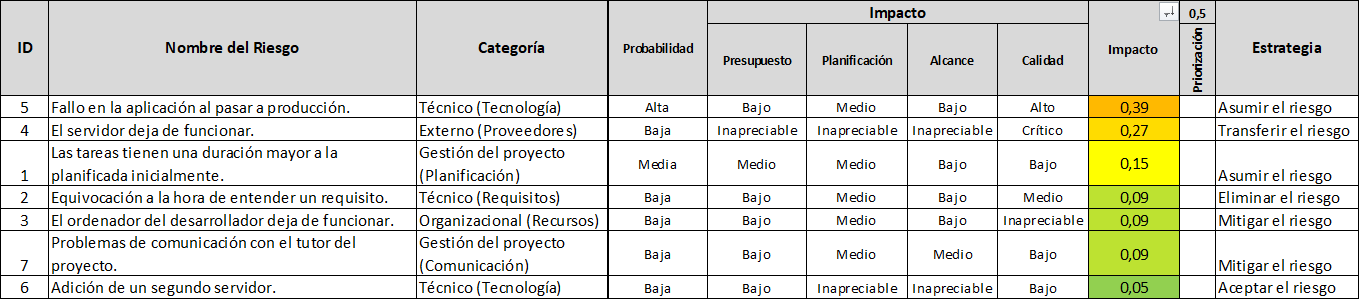 Impacto 0,5
ID Nombre del Riesgo Categoría Probabilidad Presupuesto Planificación Alcance Calidad Impacto Priorización Estrategia
5 Fallo en la aplicación al pasar a producción. Técnico (Tecnología) Alta Bajo Medio Bajo Alto 0,39 Asumir el riesgo
4 El servidor deja de funcionar. Externo (Proveedores) Baja Inapreciable Inapreciable Inapreciable Crítico 0,27 Transferir el riesgo
Las tareas tienen una duración mayor a la Gestión del proyecto
1 planificada inicialmente. (Planificación) Media Medio Medio Bajo Bajo 0,15 Asumir el riesgo
2 Equivocación a la hora de entender un requisito. Técnico (Requisitos) Baja Bajo Medio Bajo Medio 0,09 Eliminar el riesgo
3 El ordenador del desarrollador deja de funcionar. Organizacional (Recursos) Baja Bajo Medio Bajo Inapreciable 0,09 Mitigar el riesgo
Problemas de comunicación con el tutor del Gestión del proyecto
7 proyecto. (Comunicación) Baja Bajo Medio Medio Bajo 0,09 Mitigar el riesgo
6 Adición de un segundo servidor. Técnico (Tecnología) Baja Bajo Inapreciable Inapreciable Bajo 0,05 Aceptar el riesgo